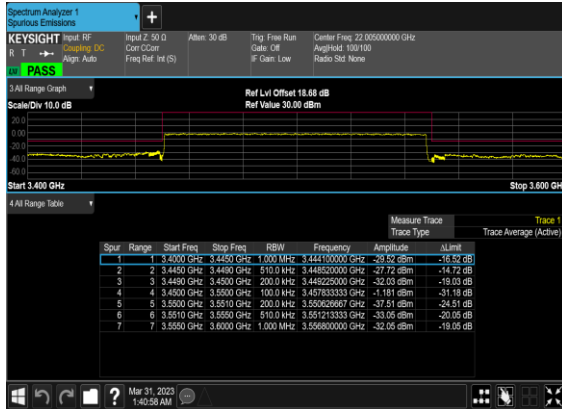 Spectrum Analyzer 1
Spurious Emissions
+
KEYSIGHT Input: RF Input Z: 50 Ω Atten: 30 dB Trig: Free Run Center Freq: 22.005000000 GHz
R T Coupling: DC Corr CCorr Gate: Off Avg|Hold: 100/100
Align: Auto Freq Ref: Int (S) IF Gain: Low Radio Std: None
PASS
3 All Range Graph
Ref Lvl Offset 18.68 dB
Scale/Div 10.0 dB Ref Value 30.00 dBm
20.0
0.00
-20.0
-40.0
-60.0
Start 3.400 GHz Stop 3.600 GH
4 All Range Table
Measure Trace Trace 1
Trace Type Trace Average (Active)
Spur Range Start Freq Stop Freq RBW Frequency Amplitude ΔLimit
1 1 3.4000 GHz 3.4450 GHz 1.000 MHz 3.444100000 GHz -29.52 dBm -16.52 dB
2 2 3.4450 GHz 3.4490 GHz 510.0 kHz 3.448520000 GHz -27.72 dBm -14.72 dB
3 3 3.4490 GHz 3.4500 GHz 200.0 kHz 3.449225000 GHz -32.03 dBm -19.03 dB
4 4 3.4500 GHz 3.5500 GHz 100.0 kHz 3.457833333 GHz -1.181 dBm -31.18 dB
5 5 3.5500 GHz 3.5510 GHz 200.0 kHz 3.550626667 GHz -37.51 dBm -24.51 dB
6 6 3.5510 GHz 3.5550 GHz 510.0 kHz 3.551213333 GHz -33.05 dBm -20.05 dB
7 7 3.5550 GHz 3.6000 GHz 1.000 MHz 3.556800000 GHz -32.05 dBm -19.05 dB
? Mar 31, 2023
1:40:58 AM